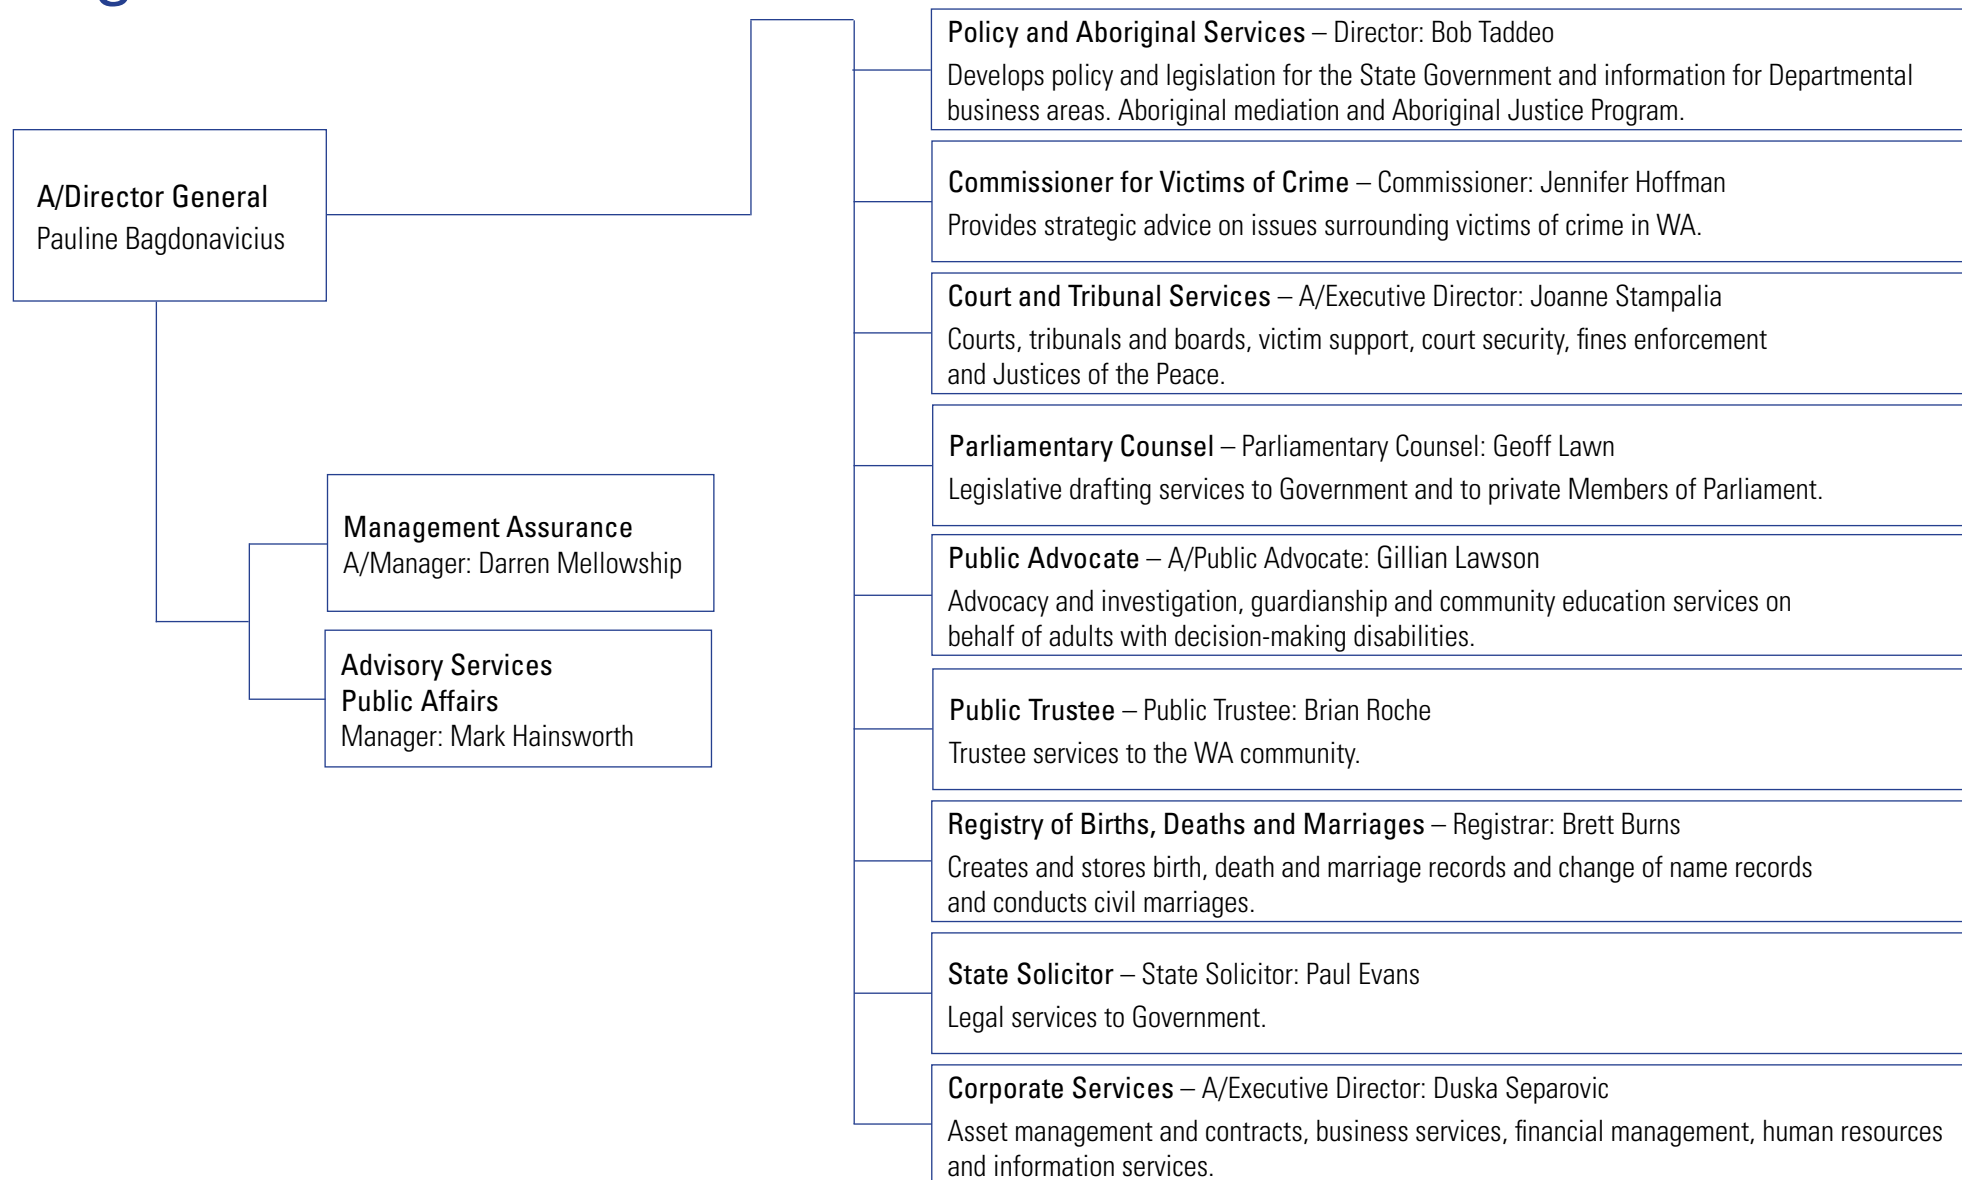 A/Director General
Pauline Bagdonavicius
Management Assurance
A/Manager: Darren Mellowship
Advisory Services
Public Affairs
Manager: Mark Hainsworth
Policy and Aboriginal Services – Director: Bob Taddeo
Develops policy and legislation for the State Government and information for Departmental
business areas. Aboriginal mediation and Aboriginal Justice Program.
Commissioner for Victims of Crime – Commissioner: Jennifer Hoffman
Provides strategic advice on issues surrounding victims of crime in WA.
Court and Tribunal Services – A/Executive Director: Joanne Stampalia
Courts, tribunals and boards, victim support, court security, fines enforcement
and Justices of the Peace.
Parliamentary Counsel – Parliamentary Counsel: Geoff Lawn
Legislative drafting services to Government and to private Members of Parliament.
Public Advocate – A/Public Advocate: Gillian Lawson
Advocacy and investigation, guardianship and community education services on
behalf of adults with decision-making disabilities.
Public Trustee – Public Trustee: Brian Roche
Trustee services to the WA community.
Registry of Births, Deaths and Marriages – Registrar: Brett Burns
Creates and stores birth, death and marriage records and change of name records
and conducts civil marriages.
State Solicitor – State Solicitor: Paul Evans
Legal services to Government.
Corporate Services – A/Executive Director: Duska Separovic
Asset management and contracts, business services, financial management, human resources
and information services.